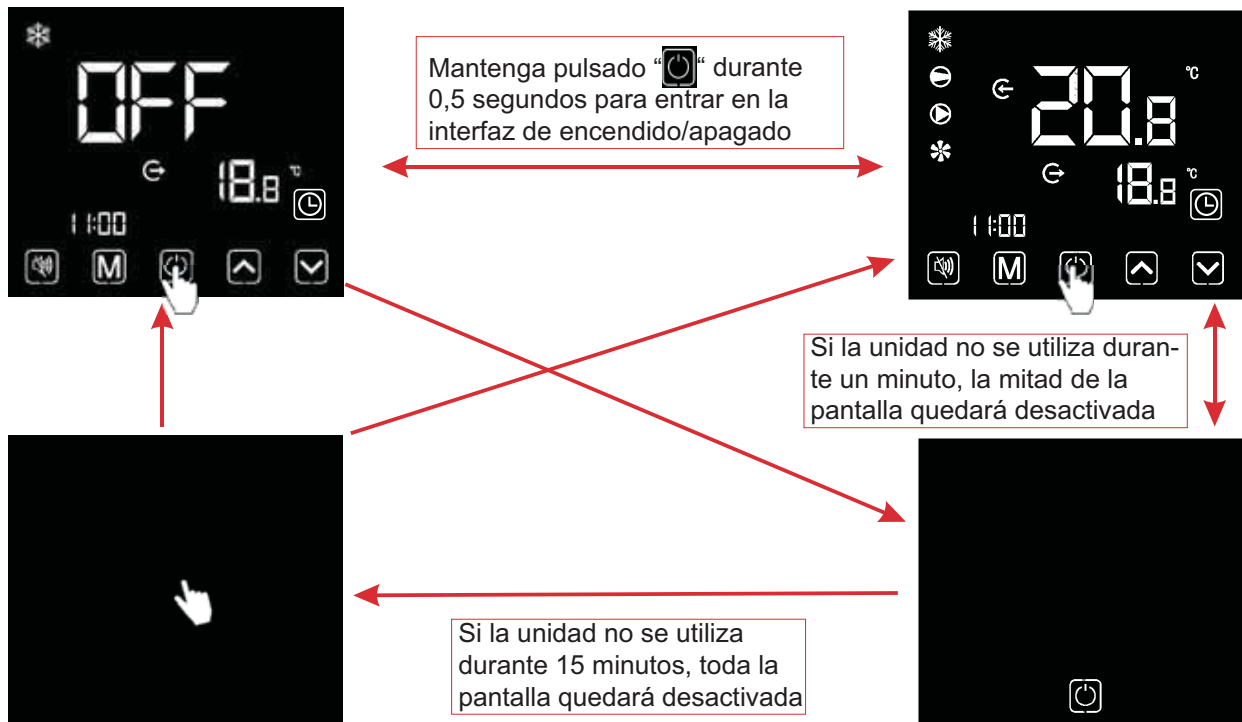 OFF
18.8 °C
11:00
M
Mantenga pulsado “ “ durante
0,5 segundos para entrar en la
interfaz de encendido/apagado
20.8 °C
18.8 °C
11:00
M
Si la unidad no se utiliza duran-
te un minuto, la mitad de la
pantalla quedará desactivada
Si la unidad no se utiliza
durante 15 minutos, toda la
pantalla quedará desactivada